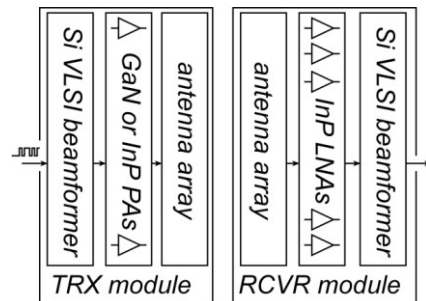 Si VLSI beamformer
GaN or InP PAs
antenna array
TRX module
antenna array
InP LNAs
Si VLSI beamformer
RCVR module